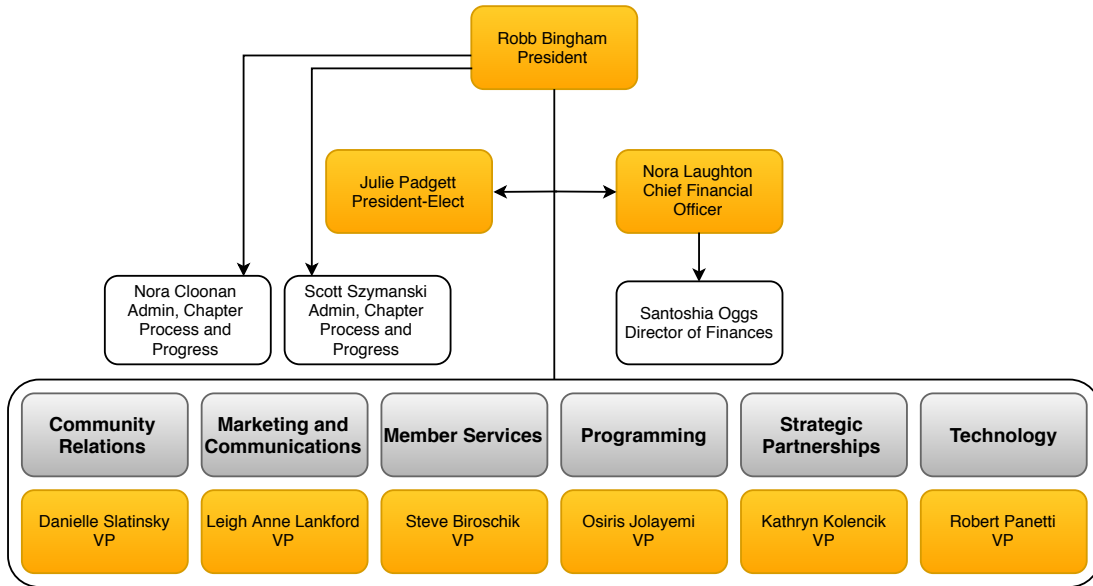 Robb Bingham
President
Julie Padgett
President-Elect
Nora Laughton
Chief Financial
Officer
Nora Cloonan
Admin, Chapter
Process and
Progress
Scott Szymanski
Admin, Chapter
Process and
Progress
Santoshia Oggs
Director of Finances
Community
Relations
Marketing and
Communications
Member Services
Programming
Strategic
Partnerships
Technology
Danielle Slatinsky
VP
Leigh Anne Lankford
VP
Steve Biroschik
VP
Osiris Jolayemi
VP
Kathryn Kolencik
VP
Robert Panetti
VP